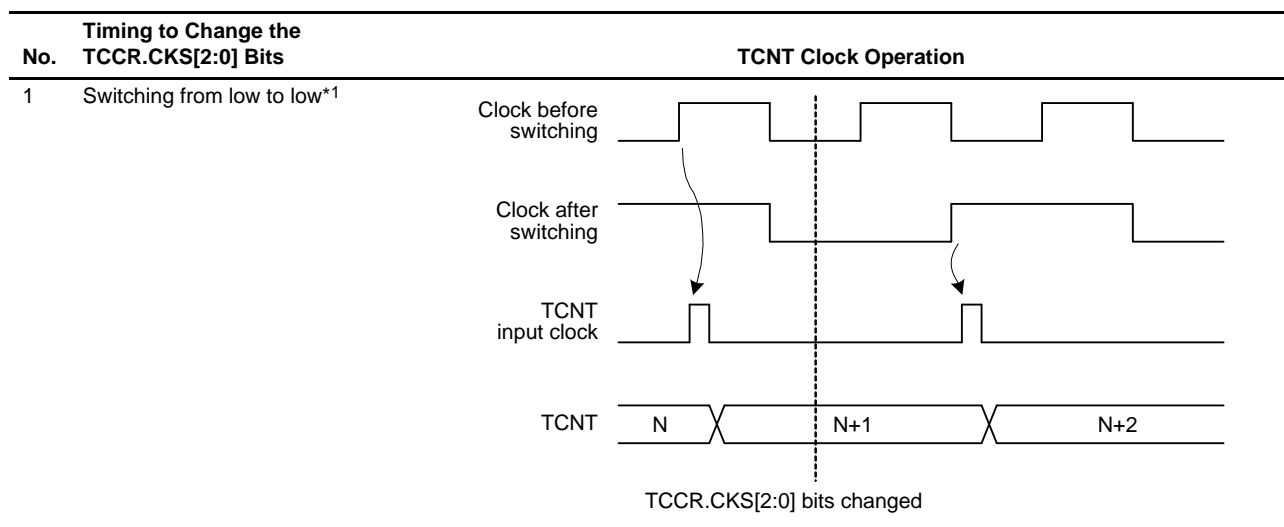 No. Timing to Change the TCCR.CKS[2:0] Bits TCNT Clock Operation
1 Switching from low to low*1
Clock before
switching
Clock after
switching
TCNT
input clock
TCNT N N+1 N+2
TCCR.CKS[2:0] bits changed